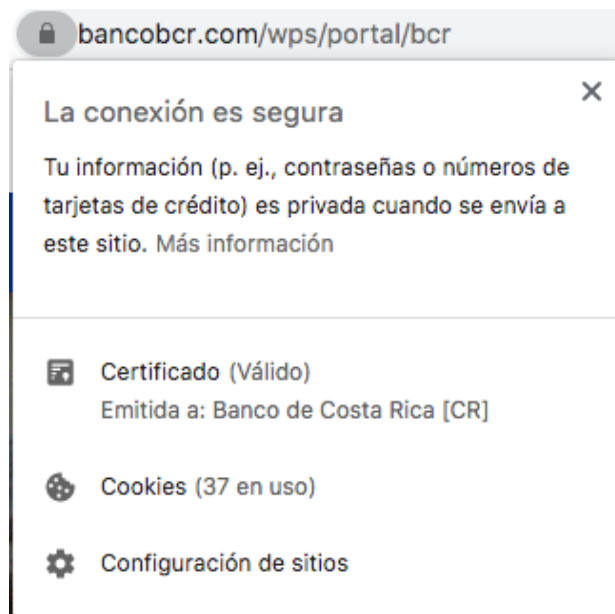 bancobcr.com/wps/portal/bcr
La conexión es segura
Tu información (p. ej., contraseñas o números de
tarjetas de crédito) es privada cuando se envía a
este sitio. Más información
Certificado (Válido)
Emitida a: Banco de Costa Rica [CR]
Cookies (37 en uso)
Configuración de sitios